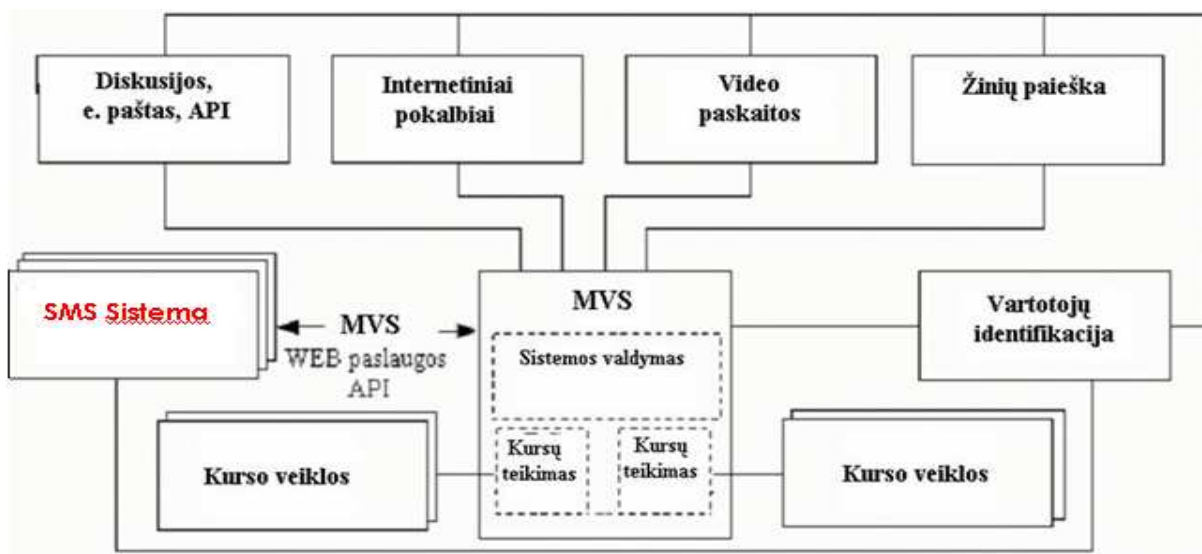 Diskusijos,
e. paštas, API
Internetiniai
pokalbiai
Video
paskaitos
Žinių paieška
SMS Sistema
MVS
WEB paslaugos
API
MVS
Sistemos valdymas
Kursų
teikimas
Kursų
teikimas
Vartotojų
identifikacija
Kurso veiklos
Kurso veiklos